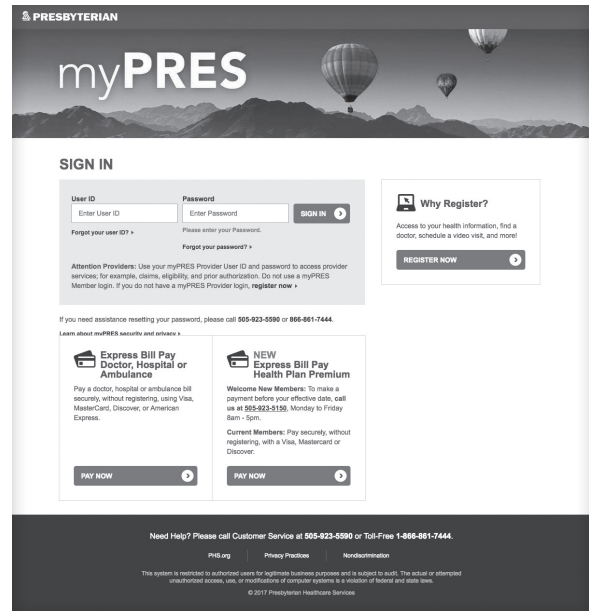 PRESBYTERIAN
myPRES
SIGN IN
User ID
Enter User ID
Forgot your user ID?
Password
Enter Password
Please enter your Password.
Forgot your password?
SIGN IN
Attention Providers: Use your myPRES Provider User ID and password to access provider
services; for example, claims, eligibility, and prior authorization. Do not use a myPRES
Member login. If you do not have a myPRES Provider login, register now
Why Register?
Access to your health information, find a
doctor, schedule a video visit, and more!
REGISTER NOW
If you need assistance resetting your password, please call 505-923-5590 or 866-861-7444.
Learn about myPRES security and privacy
Express Bill Pay
Doctor, Hospital or
Ambulance
Pay a doctor, hospital or ambulance bill
securely, without registering, using Visa,
MasterCard, Discover, or American
Express.
PAY NOW
NEW
Express Bill Pay
Health Plan Premium
Welcome New Members: To make a
payment before your effective date, call
us at 505-923-5150, Monday to Friday
8am - 5pm.
Current Members: Pay securely, without
registering, with a Visa, Mastercard or
Discover.
PAY NOW
Need Help? Please call Customer Service at 505-923-5590 or Toll-Free 1-866-861-7444.
PHS.org Privacy Practices Nondiscrimination
This system is restricted to authorized users for legitimate business purposes and is subject to audit. The actual or attempted
unauthorized access, use, or modifications of computer systems is a violation of federal and state laws.
© 2017 Presbyterian Healthcare Services